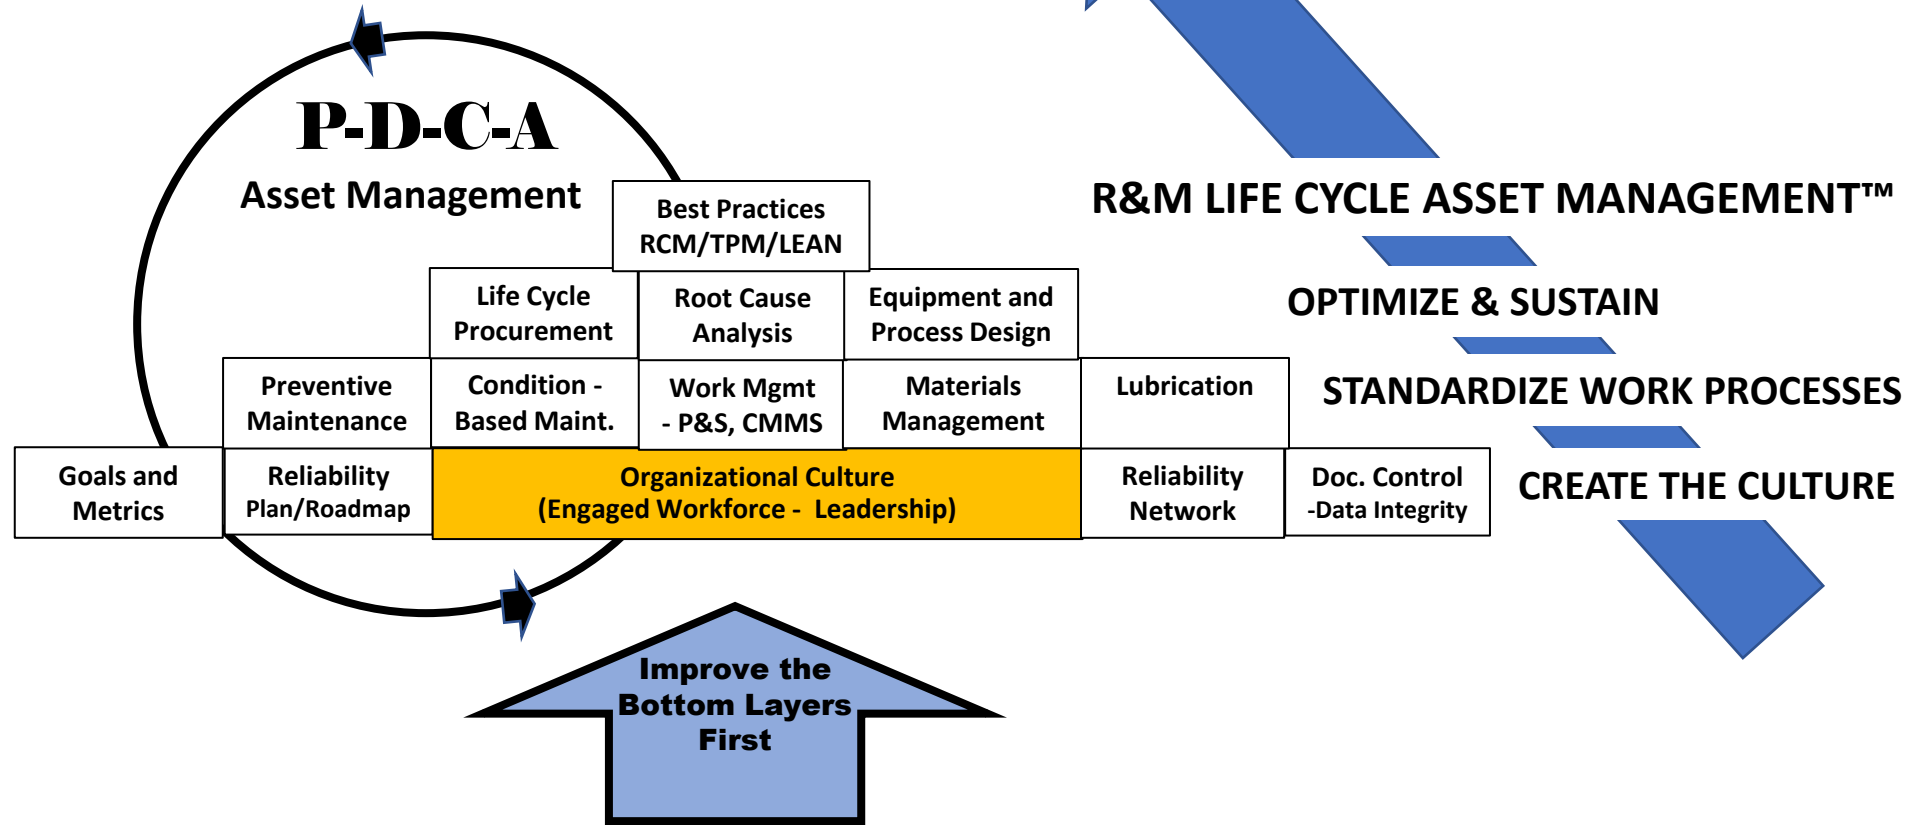 P-D-C-A
Asset Management
Best Practices
RCM/TPM/LEAN
Life Cycle
Procurement
Root Cause
Analysis
Equipment and
Process Design
Preventive
Maintenance
Condition -
Based Maint.
Work Mgmt
- P&S, CMMS
Materials
Management
Lubrication
Goals and
Metrics
Reliability
Plan/Roadmap
Organizational Culture
(Engaged Workforce - Leadership)
Reliability
Network
Doc. Control
-Data Integrity
R&M LIFE CYCLE ASSET MANAGEMENT™
OPTIMIZE & SUSTAIN
STANDARDIZE WORK PROCESSES
CREATE THE CULTURE
Improve the
Bottom Layers
First